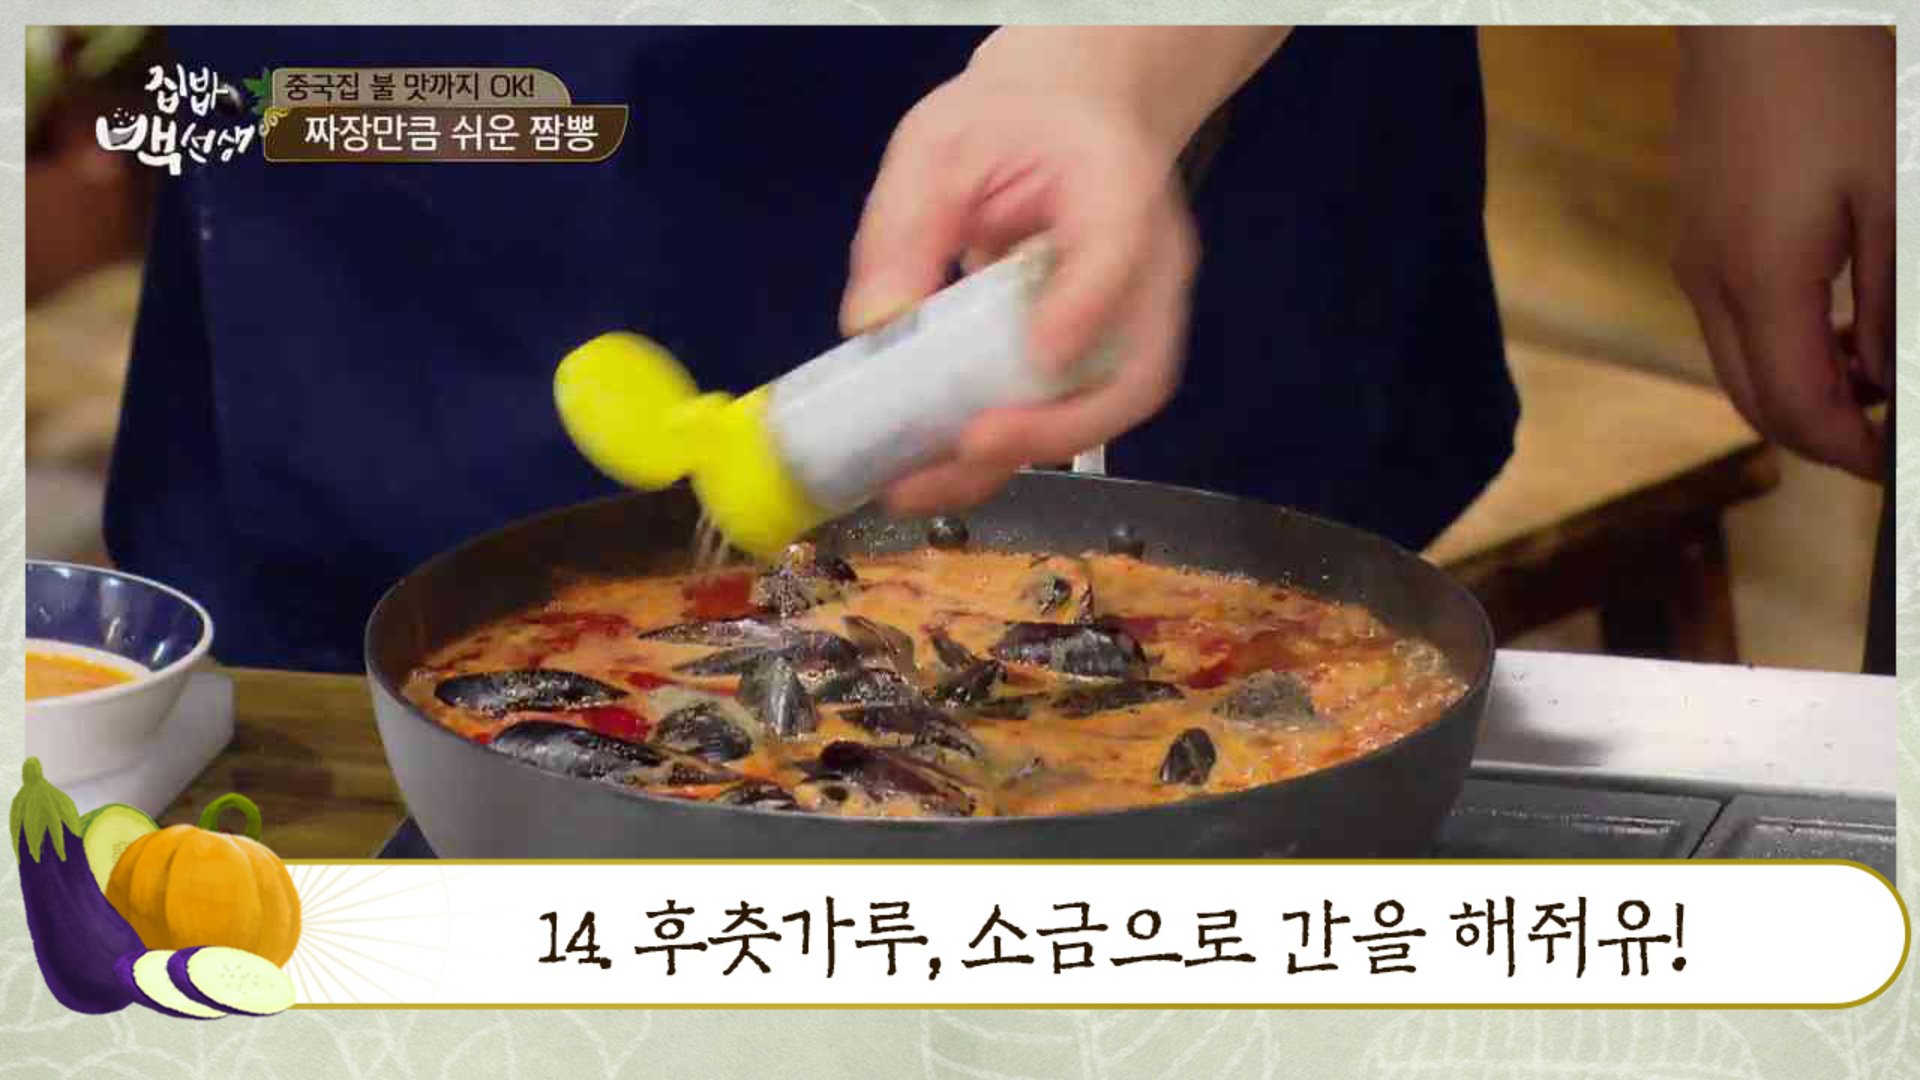 집밥
백선생
중국집 불 맛까지 OK!
짜장만큼 쉬운 짬뽕
14. 후춧가루, 소금으로 간을 해줘유!